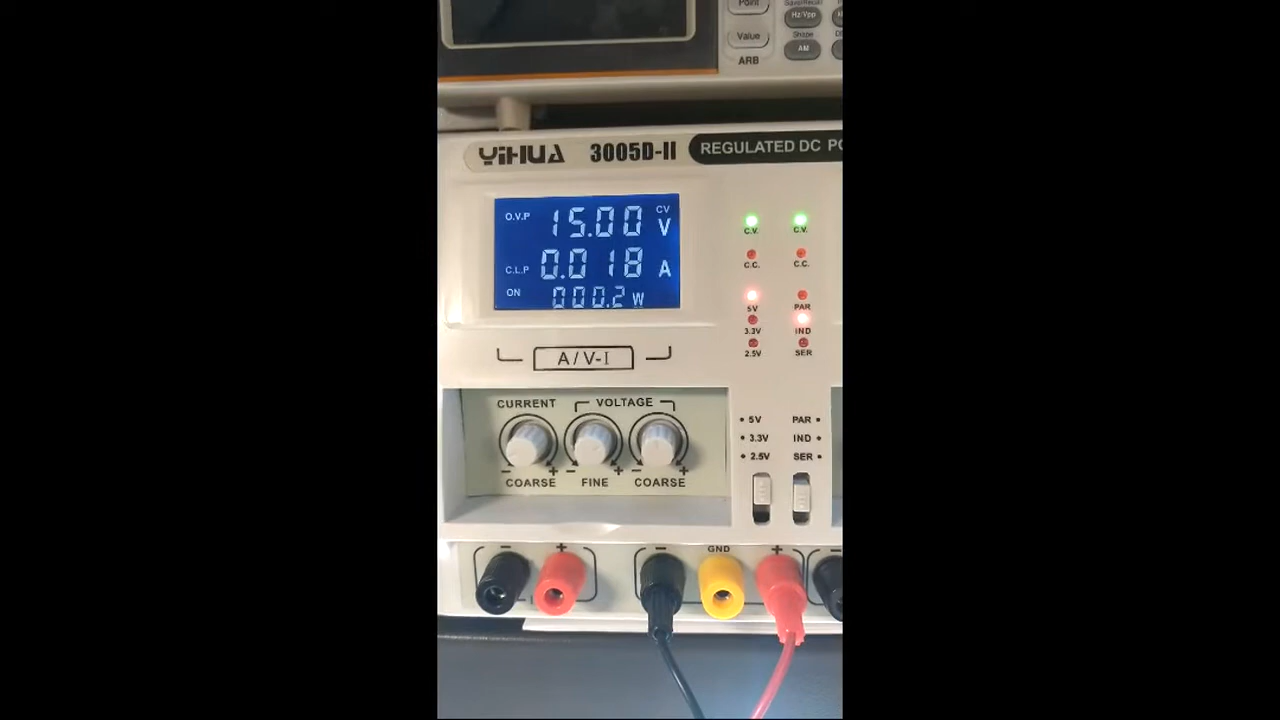 Point
Save/Recall
Hz/Vpp
Value
Shape
AM
ARB
YIHUA 3005D-II REGULATED DC
O.V.P 15.00 CV V
C.L.P 0.018 A
ON 000.2 W
C.V. C.V.
C.C. C.C.
5V PAR
3.3V IND
2.5V SER
A/V-I
CURRENT VOLTAGE
- + - + - +
COARSE FINE COARSE
• 5V PAR •
• 3.3V IND •
• 2.5V SER •
- + - GND + -